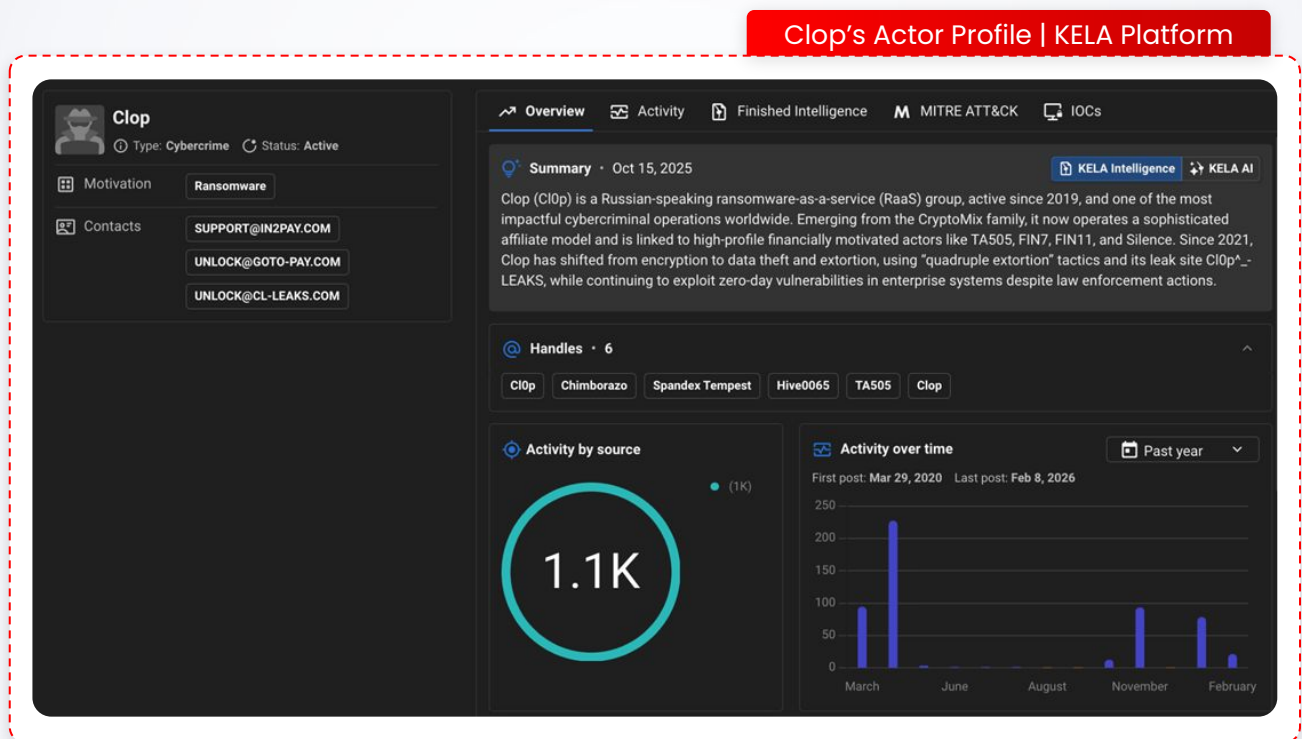 Clop's Actor Profile | KELA Platform
Clop
Type: Cybercrime Status: Active
Motivation
Ransomware
Contacts
SUPPORT@IN2PAY.COM
UNLOCK@GOTO-PAY.COM
UNLOCK@CL-LEAKS.COM
Overview Activity Finished Intelligence MITRE ATT&CK IOCs
Summary • Oct 15, 2025
KELA Intelligence KELA AI
Clop (Cl0p) is a Russian-speaking ransomware-as-a-service (RaaS) group, active since 2019, and one of the most
impactful cybercriminal operations worldwide. Emerging from the CryptoMix family, it now operates a sophisticated
affiliate model and is linked to high-profile financially motivated actors like TA505, FIN7, FIN11, and Silence. Since 2021,
Clop has shifted from encryption to data theft and extortion, using "quadruple extortion" tactics and its leak site Cl0p^_-
LEAKS, while continuing to exploit zero-day vulnerabilities in enterprise systems despite law enforcement actions.
Handles • 6
Cl0p Chimborazo Spandex Tempest Hive0065 TA505 Clop
Activity by source
(1K)
1.1K
Activity over time
Past year
First post: Mar 29, 2020 Last post: Feb 8, 2026
250
200
150
100
50
0
March June August November February